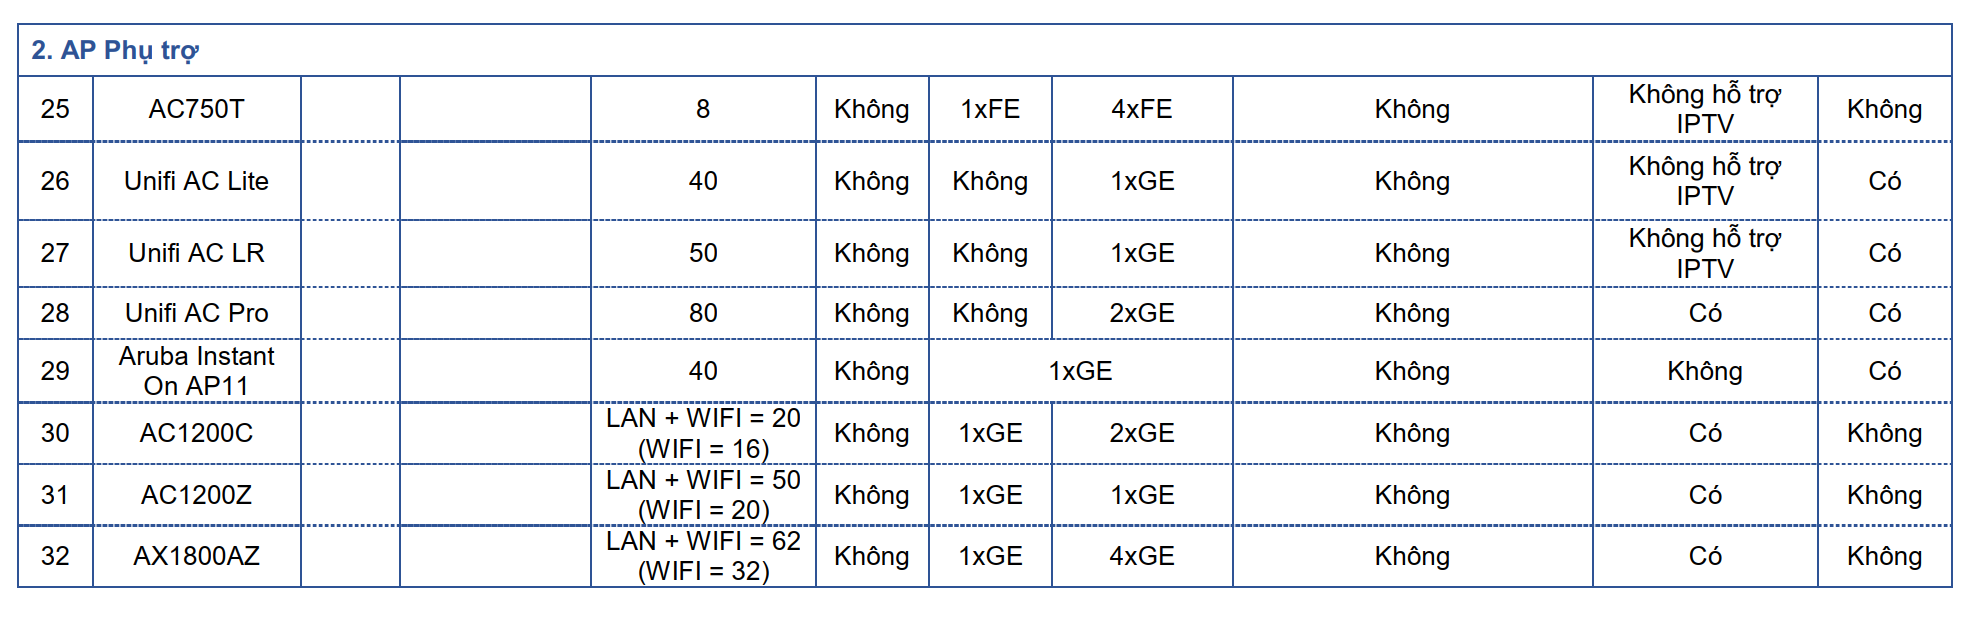 2. AP Phụ trợ
25 AC750T 8 Không 1xFE 4xFE Không Không hỗ trợ IPTV Không
26 Unifi AC Lite 40 Không Không 1xGE Không Không hỗ trợ IPTV Có
27 Unifi AC LR 50 Không Không 1xGE Không Không hỗ trợ IPTV Có
28 Unifi AC Pro 80 Không Không 2xGE Không Có Có
29 Aruba Instant On AP11 40 Không 1xGE Không Không Có
30 AC1200C LAN + WIFI = 20 (WIFI = 16) Không 1xGE 2xGE Không Có Không
31 AC1200Z LAN + WIFI = 50 (WIFI = 20) Không 1xGE 1xGE Không Có Không
32 AX1800AZ LAN + WIFI = 62 (WIFI = 32) Không 1xGE 4xGE Không Có Không